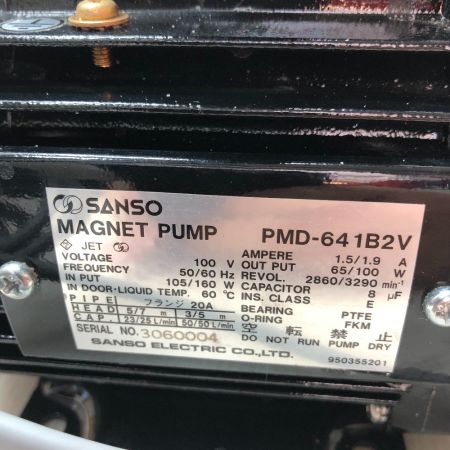 SANSO
MAGNET PUMP PMD-641B2V
JET
VOLTAGE 100 V
FREQUENCY 50/60 Hz
IN PUT 105/160 W
IN DOOR·LIQUID TEMP. 60 ℃
AMPERE 1.5/1.9 A
OUT PUT 65/100 W
REVOL. 2860/3290 min⁻¹
CAPACITOR 8 μF
INS. CLASS E
BEARING PTFE
O-RING FKM
PIPE フランジ 20A
HEAD 5/7 m 3/5 m
CAP. 23/25 L/min 50/50 L/min
空 転 禁 止
SERIAL NO. 3060004 DO NOT RUN PUMP DRY
SANSO ELECTRIC CO.,LTD. 950355201